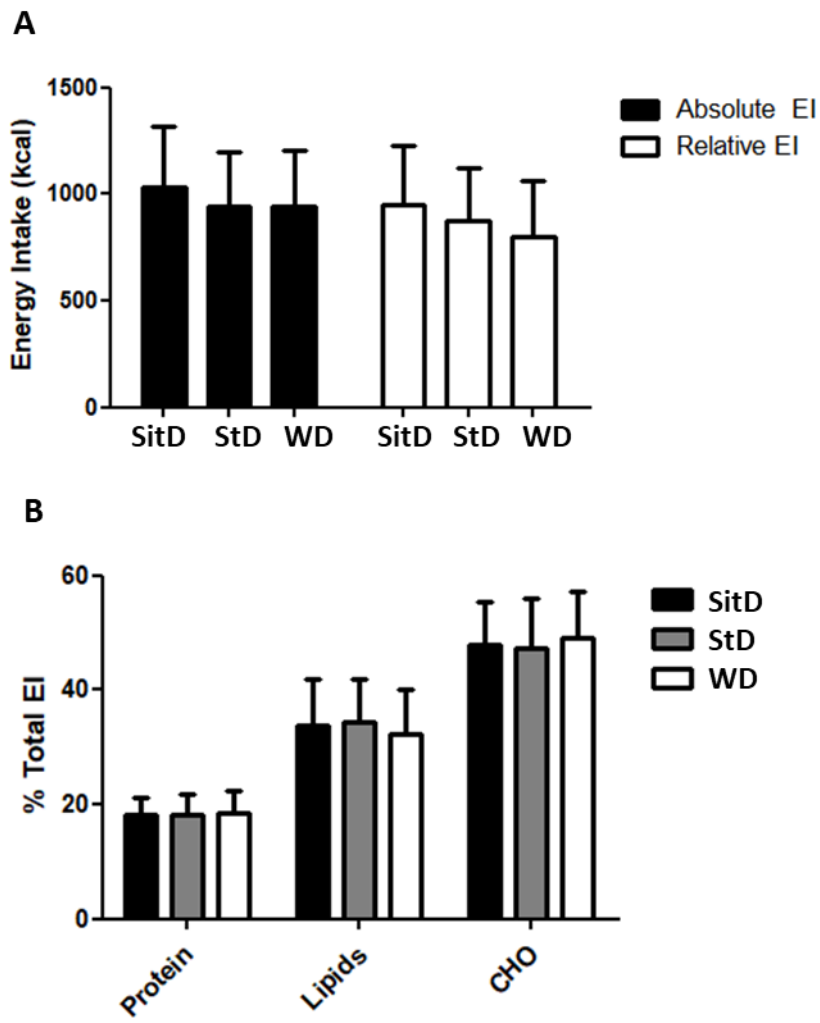 A
Energy Intake (kcal)
1500
1000
500
0
SitD StD WD SitD StD WD
Absolute EI
Relative EI
B
% Total EI
60
40
20
0
Protein Lipids CHO
SitD
StD
WD